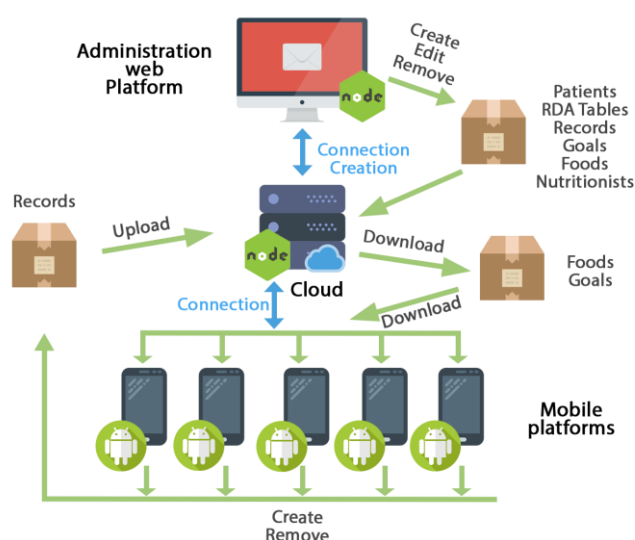 Administration
web
Platform
node
Create
Edit
Remove
Patients
RDA Tables
Records
Goals
Foods
Nutritionists
Connection
Creation
Records
Upload
node
Cloud
Download
Foods
Goals
Connection
Download
Mobile
platforms
Create
Remove